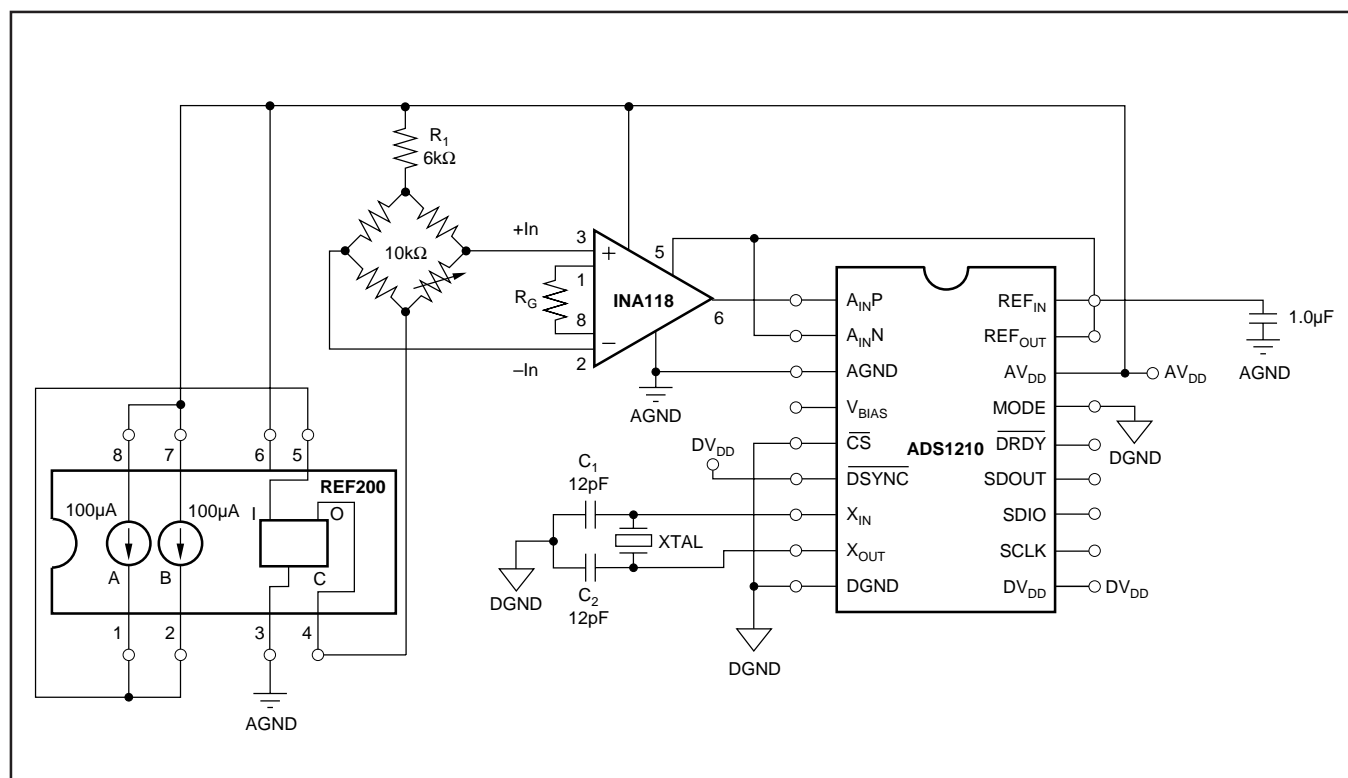 R1
6kΩ
10kΩ
+In
–In
3
1
8
2
5
6
RG
INA118
AGND
AINP
AINN
AGND
VBIAS
CS
DSYNC
XIN
XOUT
DGND
ADS1210
REFIN
REFOUT
AVDD
MODE
DRDY
SDOUT
SDIO
SCLK
DVDD
1.0µF
AGND
AVDD
DGND
DVDD
DVDD
C1
12pF
XTAL
C2
12pF
DGND
DGND
8
7
6
5
REF200
100µA
100µA
I
O
A
B
C
1
2
3
4
AGND